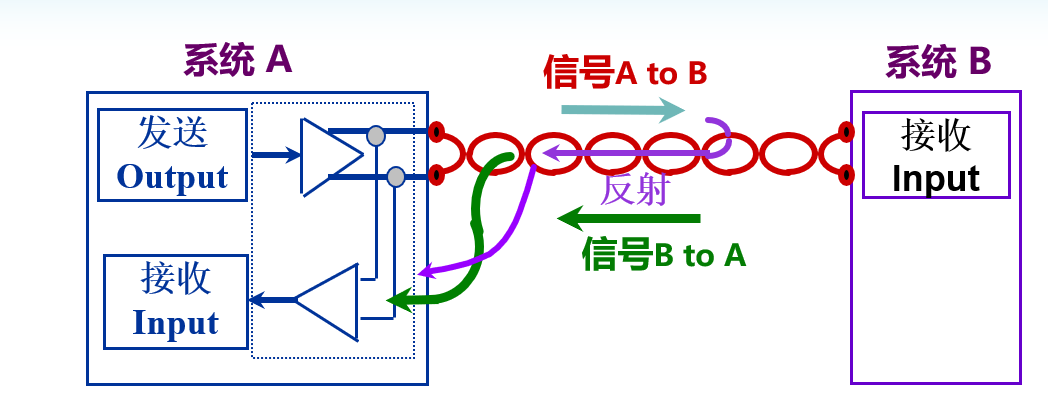 系统 A
系统 B
信号A to B
发送
Output
接收
Input
反射
信号B to A
接收
Input